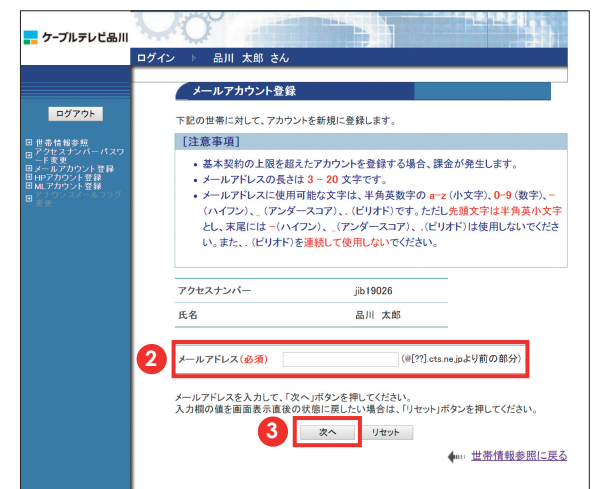 ケーブルテレビ品川
ログイン ▶ 品川 太郎 さん
メールアカウント登録
ログアウト
世帯情報参照
アクセスナンバーパスワ
ード変更
メールアカウント登録
HPアカウント登録
MLアカウント登録
アナウンスメールフラグ
変更
下記の世帯に対して、アカウントを新規に登録します。
[注意事項]
• 基本契約の上限を超えたアカウントを登録する場合、課金が発生します。
• メールアドレスの長さは 3 - 20 文字です。
• メールアドレスに使用可能な文字は、半角英数字の a-z (小文字)、0-9 (数字)、-
(ハイフン)、_ (アンダースコア)、. (ピリオド)です。ただし先頭文字は半角英小文字
とし、末尾には -(ハイフン)、_(アンダースコア)、.(ピリオド)は使用しないでくださ
い。また、. (ピリオド)を連続して使用しないでください。
アクセスナンバー jib19026
氏名 品川 太郎
2 メールアドレス(必須) (@[??].cts.ne.jpより前の部分)
メールアドレスを入力して、「次へ」ボタンを押してください。
入力欄の値を画面表示直後の状態に戻したい場合は、「リセット」ボタンを押してください。
3 次へ リセット
世帯情報参照に戻る